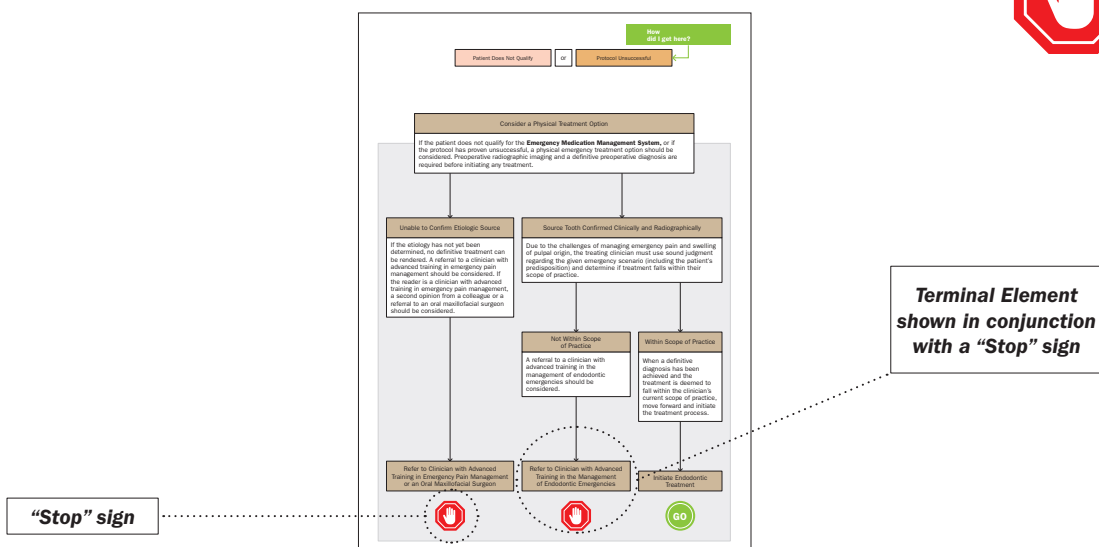 How
did I get here?
Patient Does Not Qualify
or
Protocol Unsuccessful
Consider a Physical Treatment Option
If the patient does not qualify for the Emergency Medication Management System, or if
the protocol has proven unsuccessful, a physical emergency treatment option should be
considered. Preoperative radiographic imaging and a definitive preoperative diagnosis are
required before initiating any treatment.
Unable to Confirm Etiologic Source
If the etiology has not yet been
determined, no definitive treatment can
be rendered. A referral to a clinician with
advanced training in emergency pain
management should be considered. If
the reader is a clinician with advanced
training in emergency pain management,
a second opinion from a colleague or a
referral to an oral maxillofacial surgeon
should be considered.
Source Tooth Confirmed Clinically and Radiographically
Due to the challenges of managing emergency pain and swelling
of pulpal origin, the treating clinician must use sound judgment
regarding the given emergency scenario (including the patient's
predisposition) and determine if treatment falls within their
scope of practice.
Not Within Scope
of Practice
A referral to a clinician with
advanced training in the
management of endodontic
emergencies should be
considered.
Within Scope of Practice
When a definitive
diagnosis has been
achieved and the
treatment is deemed to
fall within the clinician's
current scope of practice,
move forward and initiate
the treatment process.
Terminal Element
shown in conjunction
with a “Stop” sign
Refer to Clinician with Advanced
Training in Emergency Pain Management
or an Oral Maxillofacial Surgeon
Refer to Clinician with Advanced
Training in the Management
of Endodontic Emergencies
Initiate Endodontic
Treatment
“Stop” sign
GO